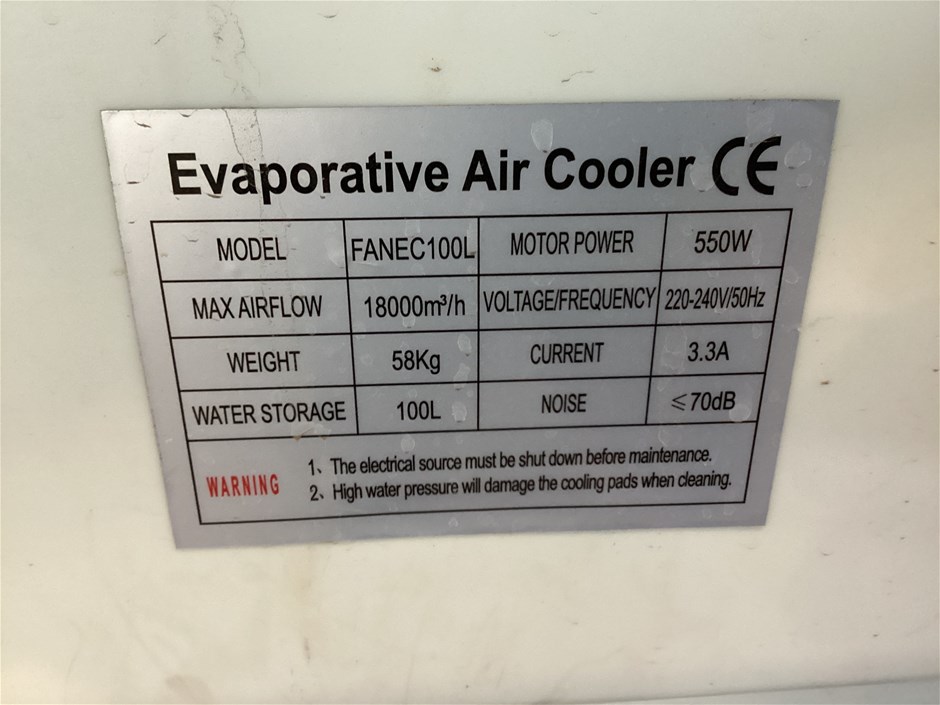 Evaporative Air Cooler CE
MODEL FANEC100L MOTOR POWER 550W
MAX AIRFLOW 18000m³/h VOLTAGE/FREQUENCY 220-240V/50Hz
WEIGHT 58Kg CURRENT 3.3A
WATER STORAGE 100L NOISE ≤70dB
WARNING
1、The electrical source must be shut down before maintenance.
2、High water pressure will damage the cooling pads when cleaning.